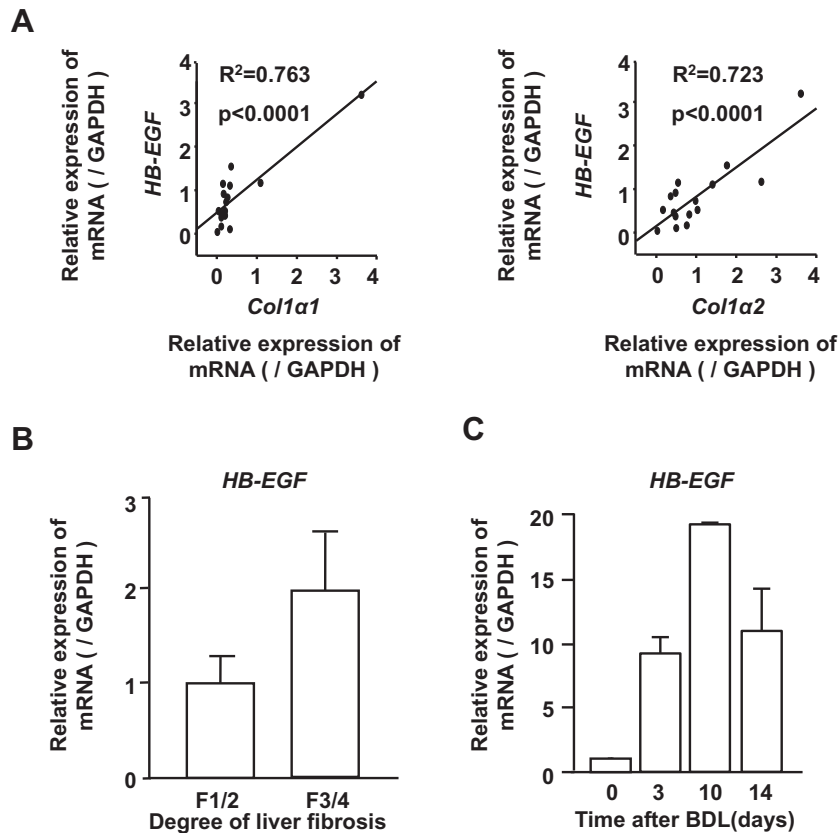 A
Relative expression of
mRNA ( / GAPDH )
HB-EGF
4
3
2
1
0
R²=0.763
p<0.0001
0 1 2 3 4
Col1α1
Relative expression of
mRNA ( / GAPDH )
Relative expression of
mRNA ( / GAPDH )
HB-EGF
4
3
2
1
0
R²=0.723
p<0.0001
0 1 2 3 4
Col1α2
Relative expression of
mRNA ( / GAPDH )
B
HB-EGF
Relative expression of
mRNA ( / GAPDH )
3
2
1
0
F1/2 F3/4
Degree of liver fibrosis
C
HB-EGF
Relative expression of
mRNA ( / GAPDH )
20
15
10
5
0
0 3 10 14
Time after BDL(days)